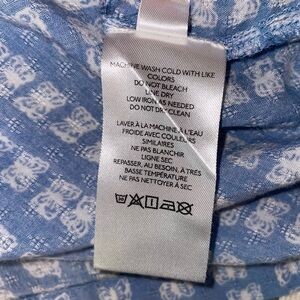 MACHINE WASH COLD WITH LIKE
COLORS
DO NOT BLEACH
LINE DRY
LOW IRON AS NEEDED
DO NOT DRYCLEAN
LAVER À LA MACHINE À L'EAU
FROIDE AVEC COULEURS
SIMILAIRES
NE PAS BLANCHIR
LIGNE SEC
REPASSER, AU BESOIN, À TRÈS
BASSE TEMPÉRATURE
NE PAS NETTOYER À SEC